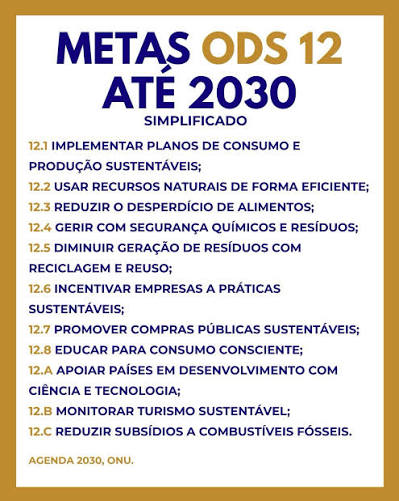 METAS ODS 12
ATÉ 2030
SIMPLIFICADO
12.1 IMPLEMENTAR PLANOS DE CONSUMO E
PRODUÇÃO SUSTENTÁVEIS;
12.2 USAR RECURSOS NATURAIS DE FORMA EFICIENTE;
12.3 REDUZIR O DESPERDÍCIO DE ALIMENTOS;
12.4 GERIR COM SEGURANÇA QUÍMICOS E RESÍDUOS;
12.5 DIMINUIR GERAÇÃO DE RESÍDUOS COM
RECICLAGEM E REUSO;
12.6 INCENTIVAR EMPRESAS A PRÁTICAS
SUSTENTÁVEIS;
12.7 PROMOVER COMPRAS PÚBLICAS SUSTENTÁVEIS;
12.8 EDUCAR PARA CONSUMO CONSCIENTE;
12.A APOIAR PAÍSES EM DESENVOLVIMENTO COM
CIÊNCIA E TECNOLOGIA;
12.B MONITORAR TURISMO SUSTENTÁVEL;
12.C REDUZIR SUBSÍDIOS A COMBUSTÍVEIS FÓSSEIS.
AGENDA 2030, ONU.